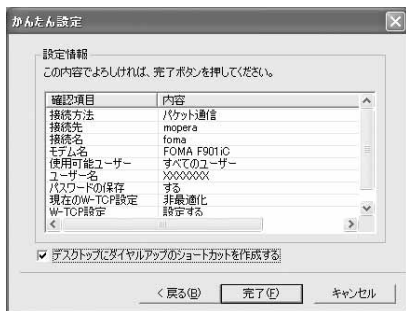 かんたん設定
設定情報
この内容でよろしければ、完了ボタンを押してください。
確認項目 内容
接続方法 パケット通信
接続先 mopera
接続名 foma
モデム名 FOMA F901iC
使用可能ユーザー すべてのユーザー
ユーザー名 XXXXXXX
パスワードの保存 する
現在のW-TCP設定 非最適化
W-TCP設定 設定する
デスクトップにダイヤルアップのショートカットを作成する
< 戻る(B) 完了(F) キャンセル